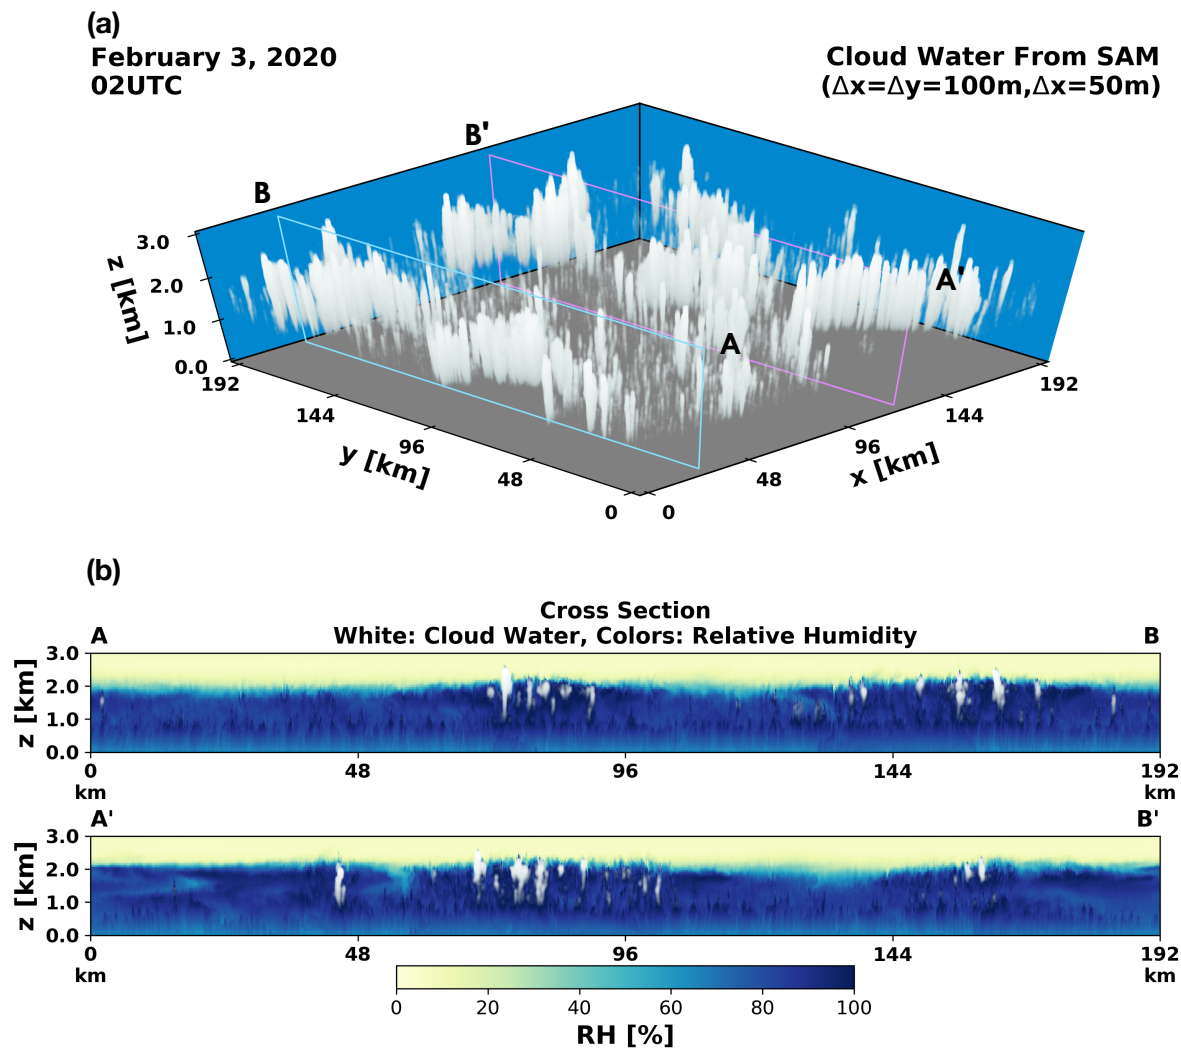 (a)
February 3, 2020
02UTC
Cloud Water From SAM
(Δx=Δy=100m,Δx=50m)
B'
B
A'
A
3.0
2.0
1.0
0.0
z [km]
192
144
96
48
0
y [km]
0
48
96
144
192
x [km]
(b)
Cross Section
White: Cloud Water, Colors: Relative Humidity
A
B
3.0
2.0
1.0
0.0
z [km]
0
48
96
144
192
km
km
A'
B'
3.0
2.0
1.0
0.0
z [km]
0
48
96
144
192
km
km
0
20
40
60
80
100
RH [%]